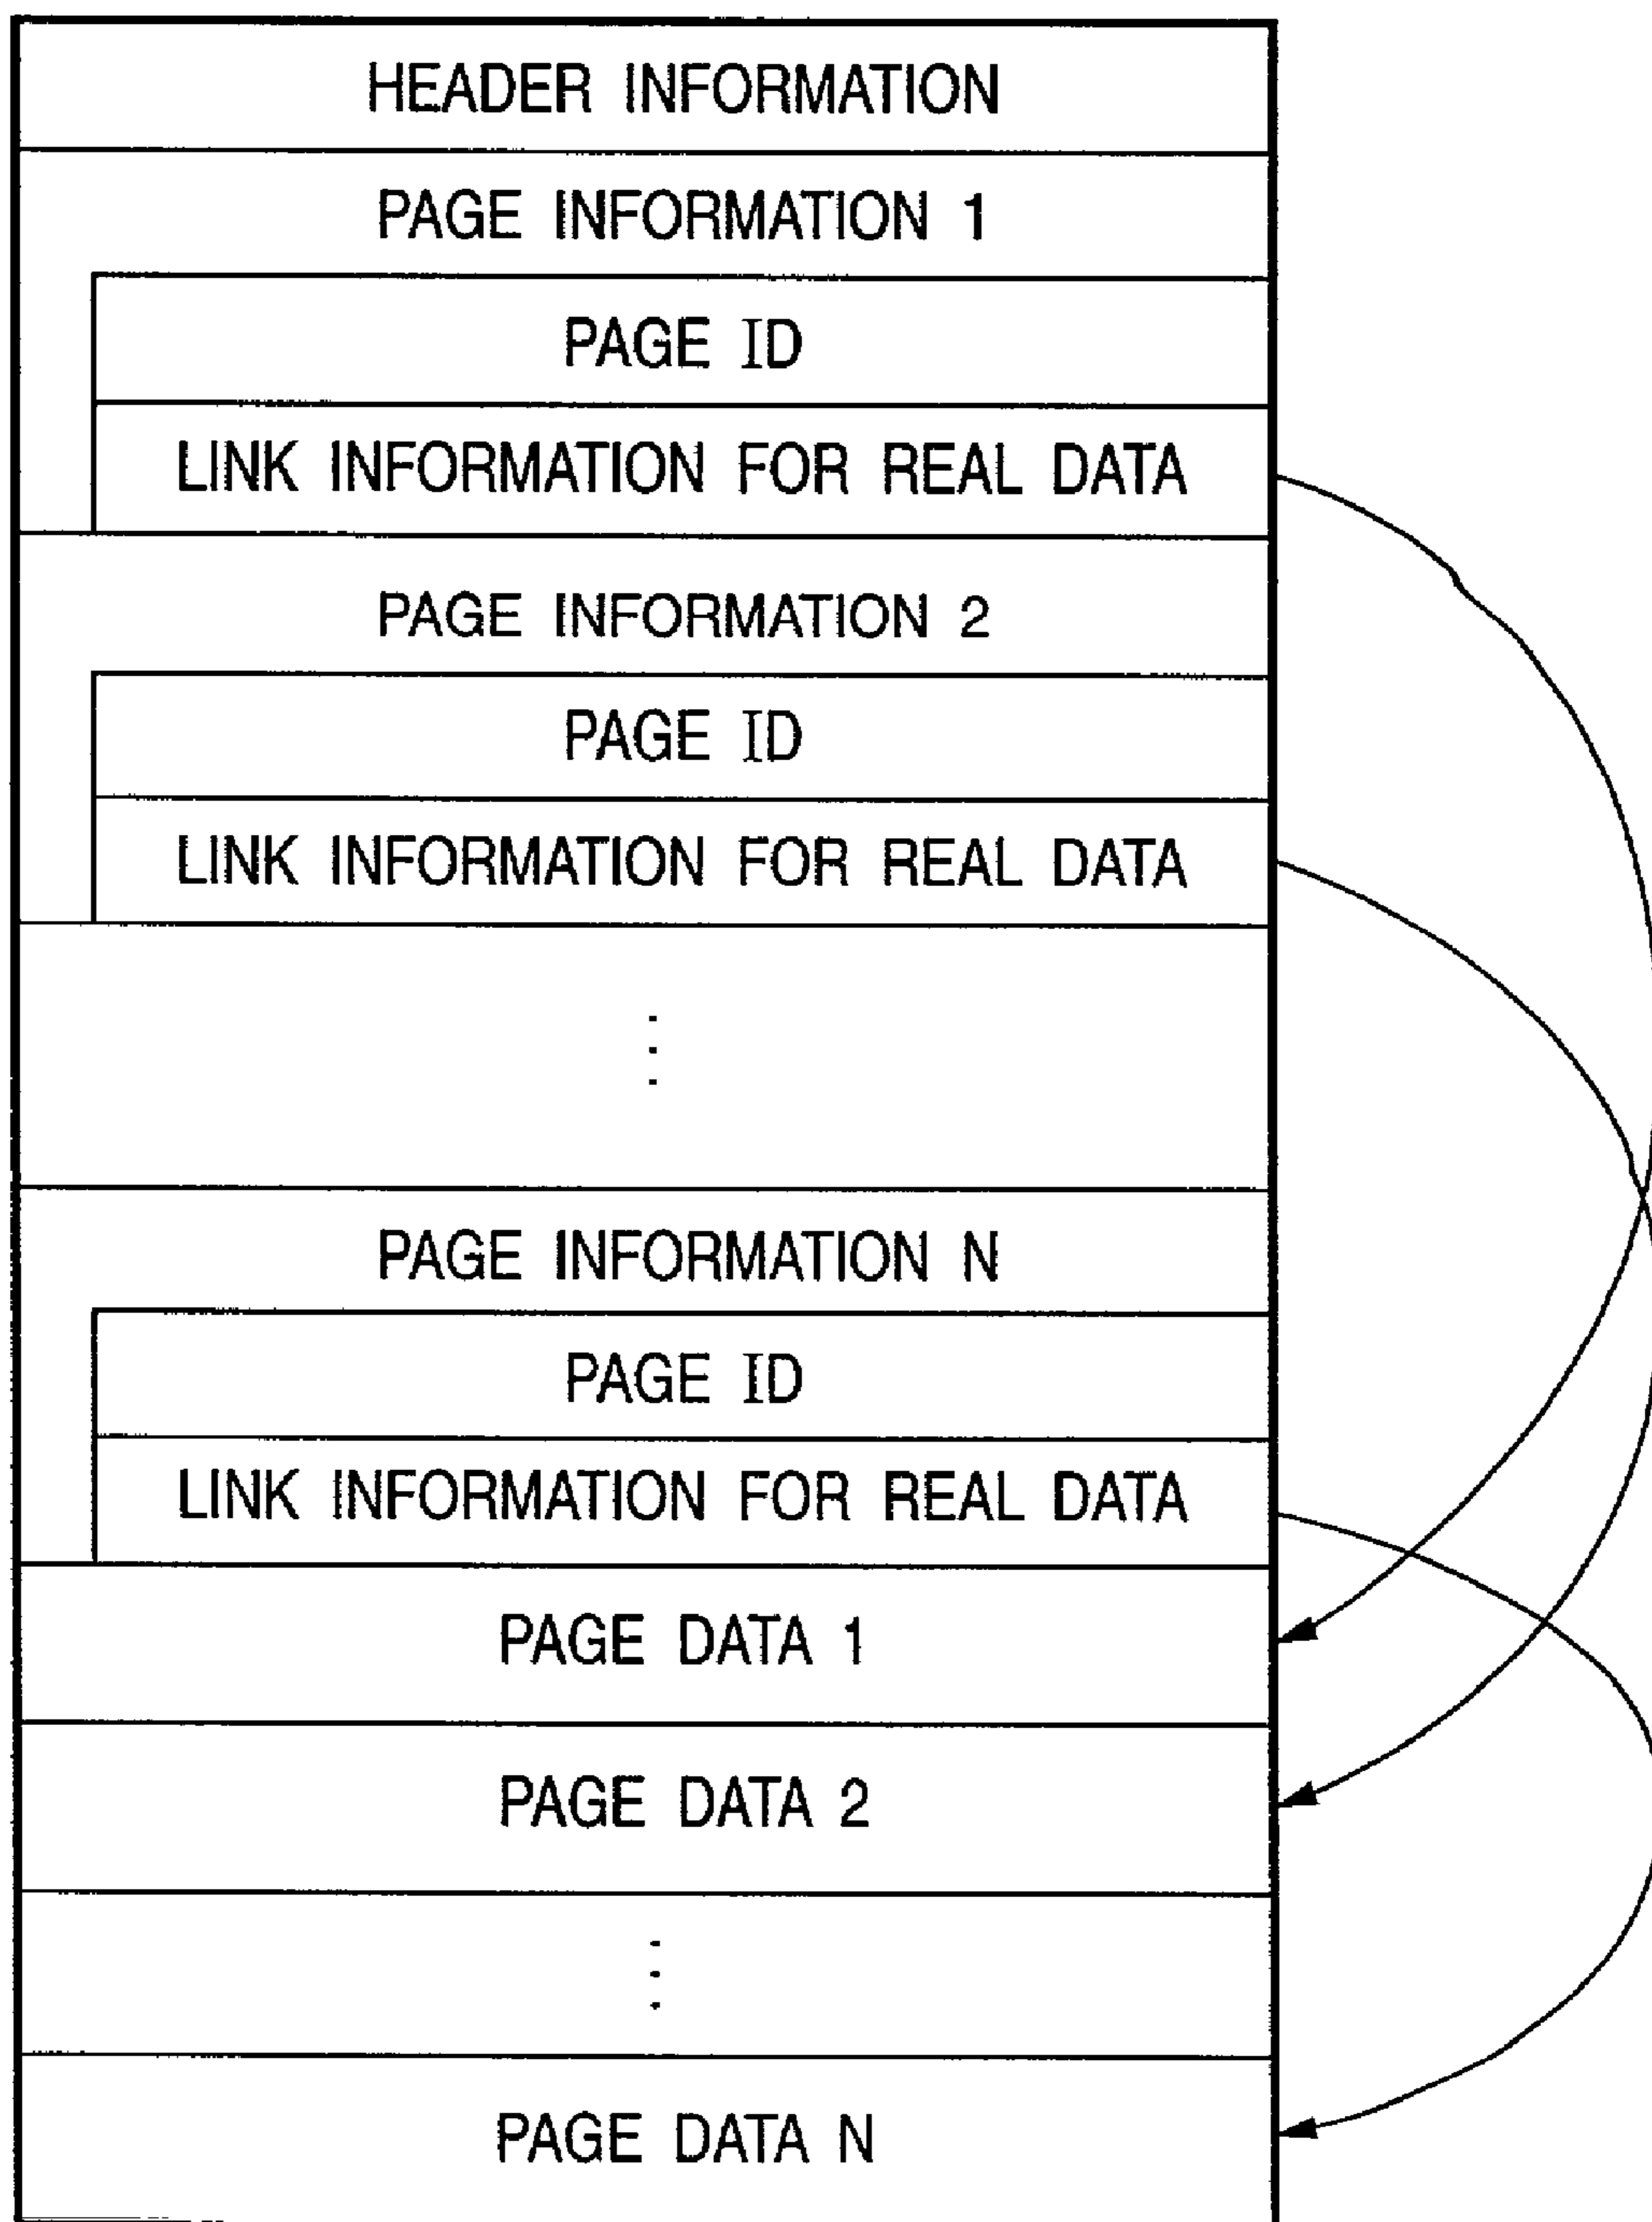 HEADER INFORMATION
PAGE INFORMATION 1
PAGE ID
LINK INFORMATION FOR REAL DATA
PAGE INFORMATION 2
PAGE ID
LINK INFORMATION FOR REAL DATA
PAGE INFORMATION N
PAGE ID
LINK INFORMATION FOR REAL DATA
PAGE DATA 1
PAGE DATA 2
PAGE DATA N